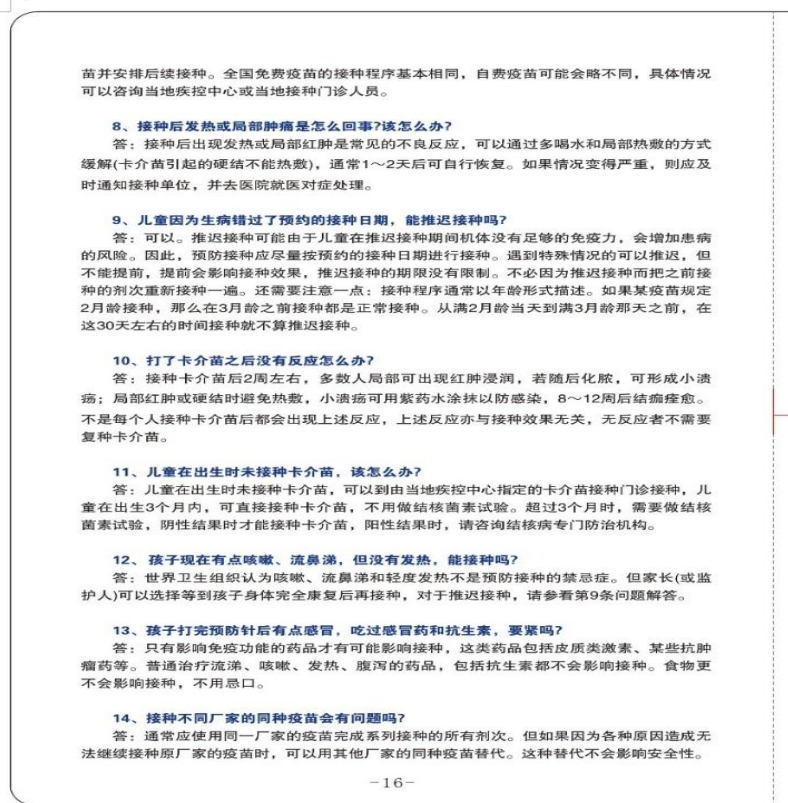 苗并安排后续接种。全国免费疫苗的接种程序基本相同，自费疫苗可能会略不同，具体情况
可以咨询当地疾控中心或当地接种门诊人员。
8、接种后发热或局部肿痛是怎么回事?该怎么办?
答：接种后出现发热或局部红肿是常见的不良反应，可以通过多喝水和局部热敷的方式
缓解(卡介苗引起的硬结不能热敷)，通常1～2天后可自行恢复。如果情况变得严重，则应及
时通知接种单位，并去医院就医对症处理。
9、儿童因为生病错过了预约的接种日期，能推迟接种吗?
答：可以。推迟接种可能由于儿童在推迟接种期间机体没有足够的免疫力，会增加患病
的风险。因此，预防接种应尽量按预约的接种日期进行接种。遇到特殊情况的可以推迟，但
不能提前，提前会影响接种效果，推迟接种的期限没有限制。不必因为推迟接种而把之前接
种的剂次重新接种一遍。还需要注意一点：接种程序通常以年龄形式描述。如果某疫苗规定
2月龄接种，那么在3月龄之前接种都是正常接种。从满2月龄当天到满3月龄那天之前，在
这30天左右的时间接种就不算推迟接种。
10、打了卡介苗之后没有反应怎么办?
答：接种卡介苗后2周左右，多数人局部可出现红肿浸润，若随后化脓，可形成小溃
疡；局部红肿或硬结时避免热敷，小溃疡可用紫药水涂抹以防感染，8～12周后结痂痊愈。
不是每个人接种卡介苗后都会出现上述反应，上述反应亦与接种效果无关，无反应者不需要
复种卡介苗。
11、儿童在出生时未接种卡介苗，该怎么办?
答：儿童在出生时未接种卡介苗，可以到由当地疾控中心指定的卡介苗接种门诊接种，儿
童在出生3个月内，可直接接种卡介苗，不用做结核菌素试验。超过3个月时，需要做结核
菌素试验，阴性结果时才能接种卡介苗，阳性结果时，请咨询结核病专门防治机构。
12、孩子现在有点咳嗽、流鼻涕，但没有发热，能接种吗?
答：世界卫生组织认为咳嗽、流鼻涕和轻度发热不是预防接种的禁忌症。但家长(或监
护人)可以选择等到孩子身体完全康复后再接种，对于推迟接种，请参看第9条问题解答。
13、孩子打完预防针后有点感冒，吃过感冒药和抗生素，要紧吗?
答：只有影响免疫功能的药品才有可能影响接种，这类药品包括皮质类激素、某些抗肿
瘤药等。普通治疗流涕、咳嗽、发热、腹泻的药品，包括抗生素都不会影响接种。食物更
不会影响接种，不用忌口。
14、接种不同厂家的同种疫苗会有问题吗?
答：通常应使用同一厂家的疫苗完成系列接种的所有剂次。但如果因为各种原因造成无
法继续接种原厂家的疫苗时，可以用其他厂家的同种疫苗替代。这种替代不会影响安全性。
-16-